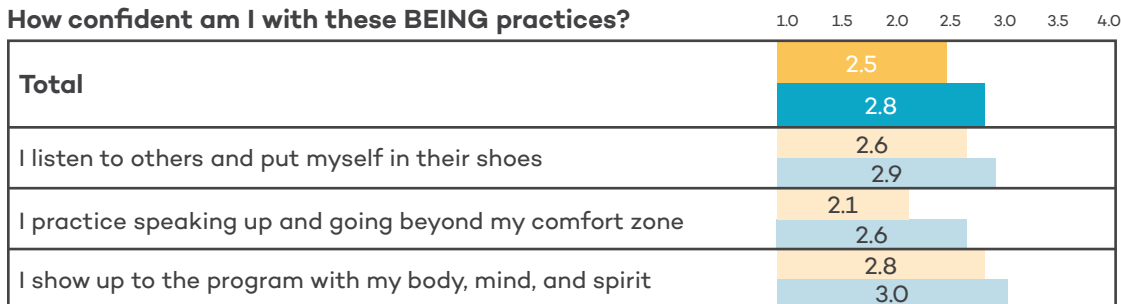 How confident am I with these BEING practices? 1.0 1.5 2.0 2.5 3.0 3.5 4.0
Total
2.5
2.8
I listen to others and put myself in their shoes
2.6
2.9
I practice speaking up and going beyond my comfort zone
2.1
2.6
I show up to the program with my body, mind, and spirit
2.8
3.0